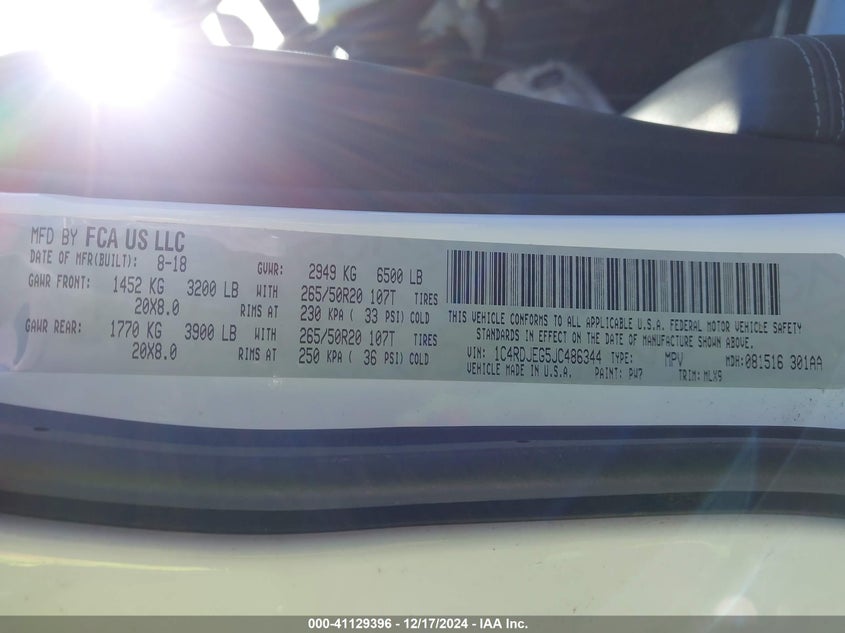 MFD BY FCA US LLC
DATE OF MFR(BUILT): 8-18 GVWR: 2949 KG 6500 LB
GAWR FRONT: 1452 KG 3200 LB WITH 265/50R20 107T TIRES
20X8.0 RIMS AT 230 KPA ( 33 PSI) COLD
GAWR REAR: 1770 KG 3900 LB WITH 265/50R20 107T TIRES
20X8.0 RIMS AT 250 KPA ( 36 PSI) COLD
THIS VEHICLE CONFORMS TO ALL APPLICABLE U.S.A. FEDERAL MOTOR VEHICLE SAFETY
STANDARDS IN EFFECT ON THE DATE OF MANUFACTURE SHOWN ABOVE.
VIN: 1C4RDJEG5JC486344 TYPE: MPV MDH: 081516 301AA
VEHICLE MADE IN U.S.A. PAINT: PW7 TRIM: MLX9
000-41129396 - 12/17/2024 - IAA Inc.